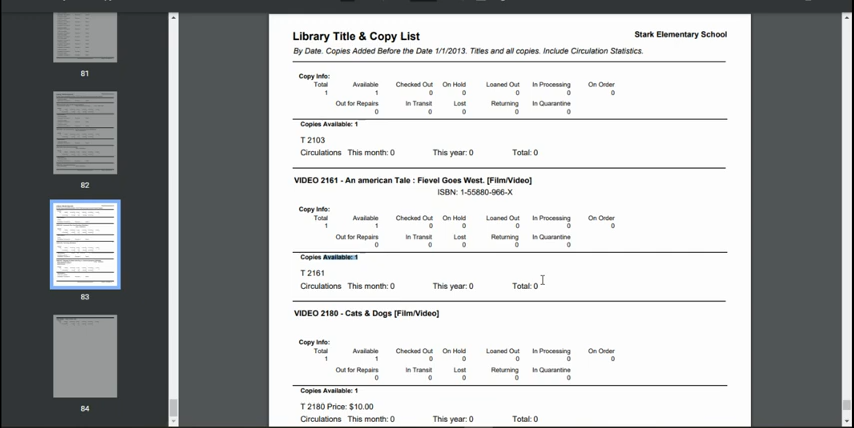 81
82
83
84
Library Title & Copy List
Stark Elementary School
By Date. Copies Added Before the Date 1/1/2013. Titles and all copies. Include Circulation Statistics.
Copy Info:
Total Available Checked Out On Hold Loaned Out In Processing On Order
1 1 0 0 0 0 0
Out for Repairs In Transit Lost Returning In Quarantine
0 0 0 0 0
Copies Available: 1
T 2103
Circulations This month: 0 This year: 0 Total: 0
VIDEO 2161 - An american Tale : Fievel Goes West. [Film/Video]
ISBN: 1-55880-966-X
Copy Info:
Total Available Checked Out On Hold Loaned Out In Processing On Order
1 1 0 0 0 0 0
Out for Repairs In Transit Lost Returning In Quarantine
0 0 0 0 0
Copies Available: 1
T 2161
Circulations This month: 0 This year: 0 Total: 0
VIDEO 2180 - Cats & Dogs [Film/Video]
Copy Info:
Total Available Checked Out On Hold Loaned Out In Processing On Order
1 1 0 0 0 0 0
Out for Repairs In Transit Lost Returning In Quarantine
0 0 0 0 0
Copies Available: 1
T 2180 Price: $10.00
Circulations This month: 0 This year: 0 Total: 0